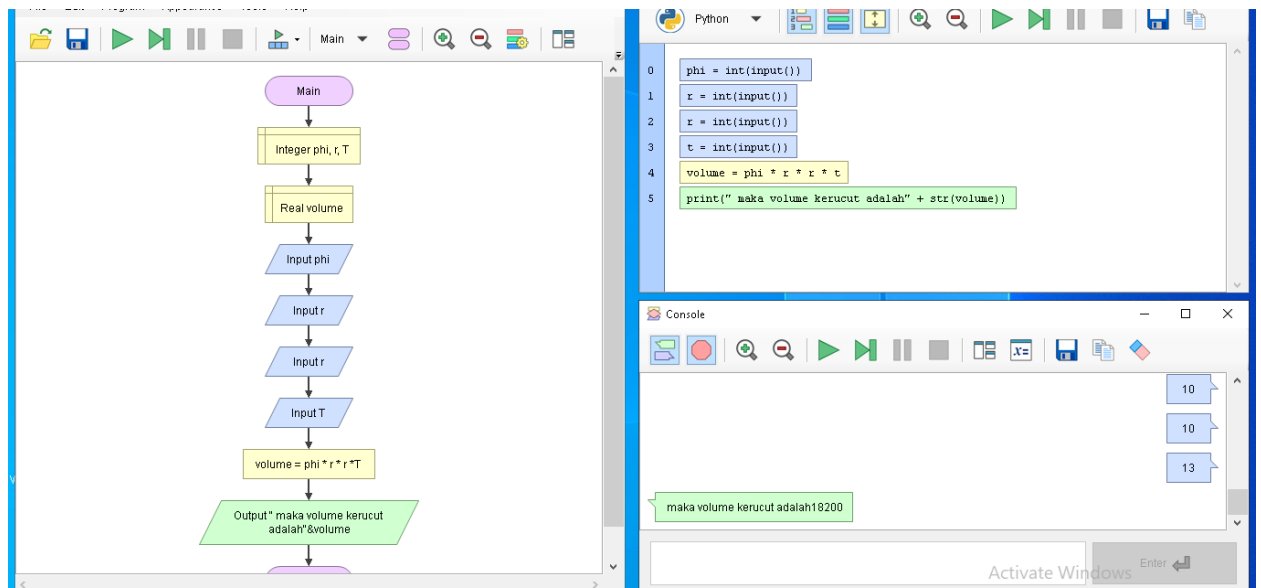 Main
Main
Integer phi, r, T
Real volume
Input phi
Input r
Input r
Input T
volume = phi * r * r *T
Output" maka volume kerucut
adalah"&volume
Python
0 phi = int(input())
1 r = int(input())
2 r = int(input())
3 t = int(input())
4 volume = phi * r * r * t
5 print(" maka volume kerucut adalah" + str(volume))
Console
10
10
13
maka volume kerucut adalah18200
Enter
Activate Windows